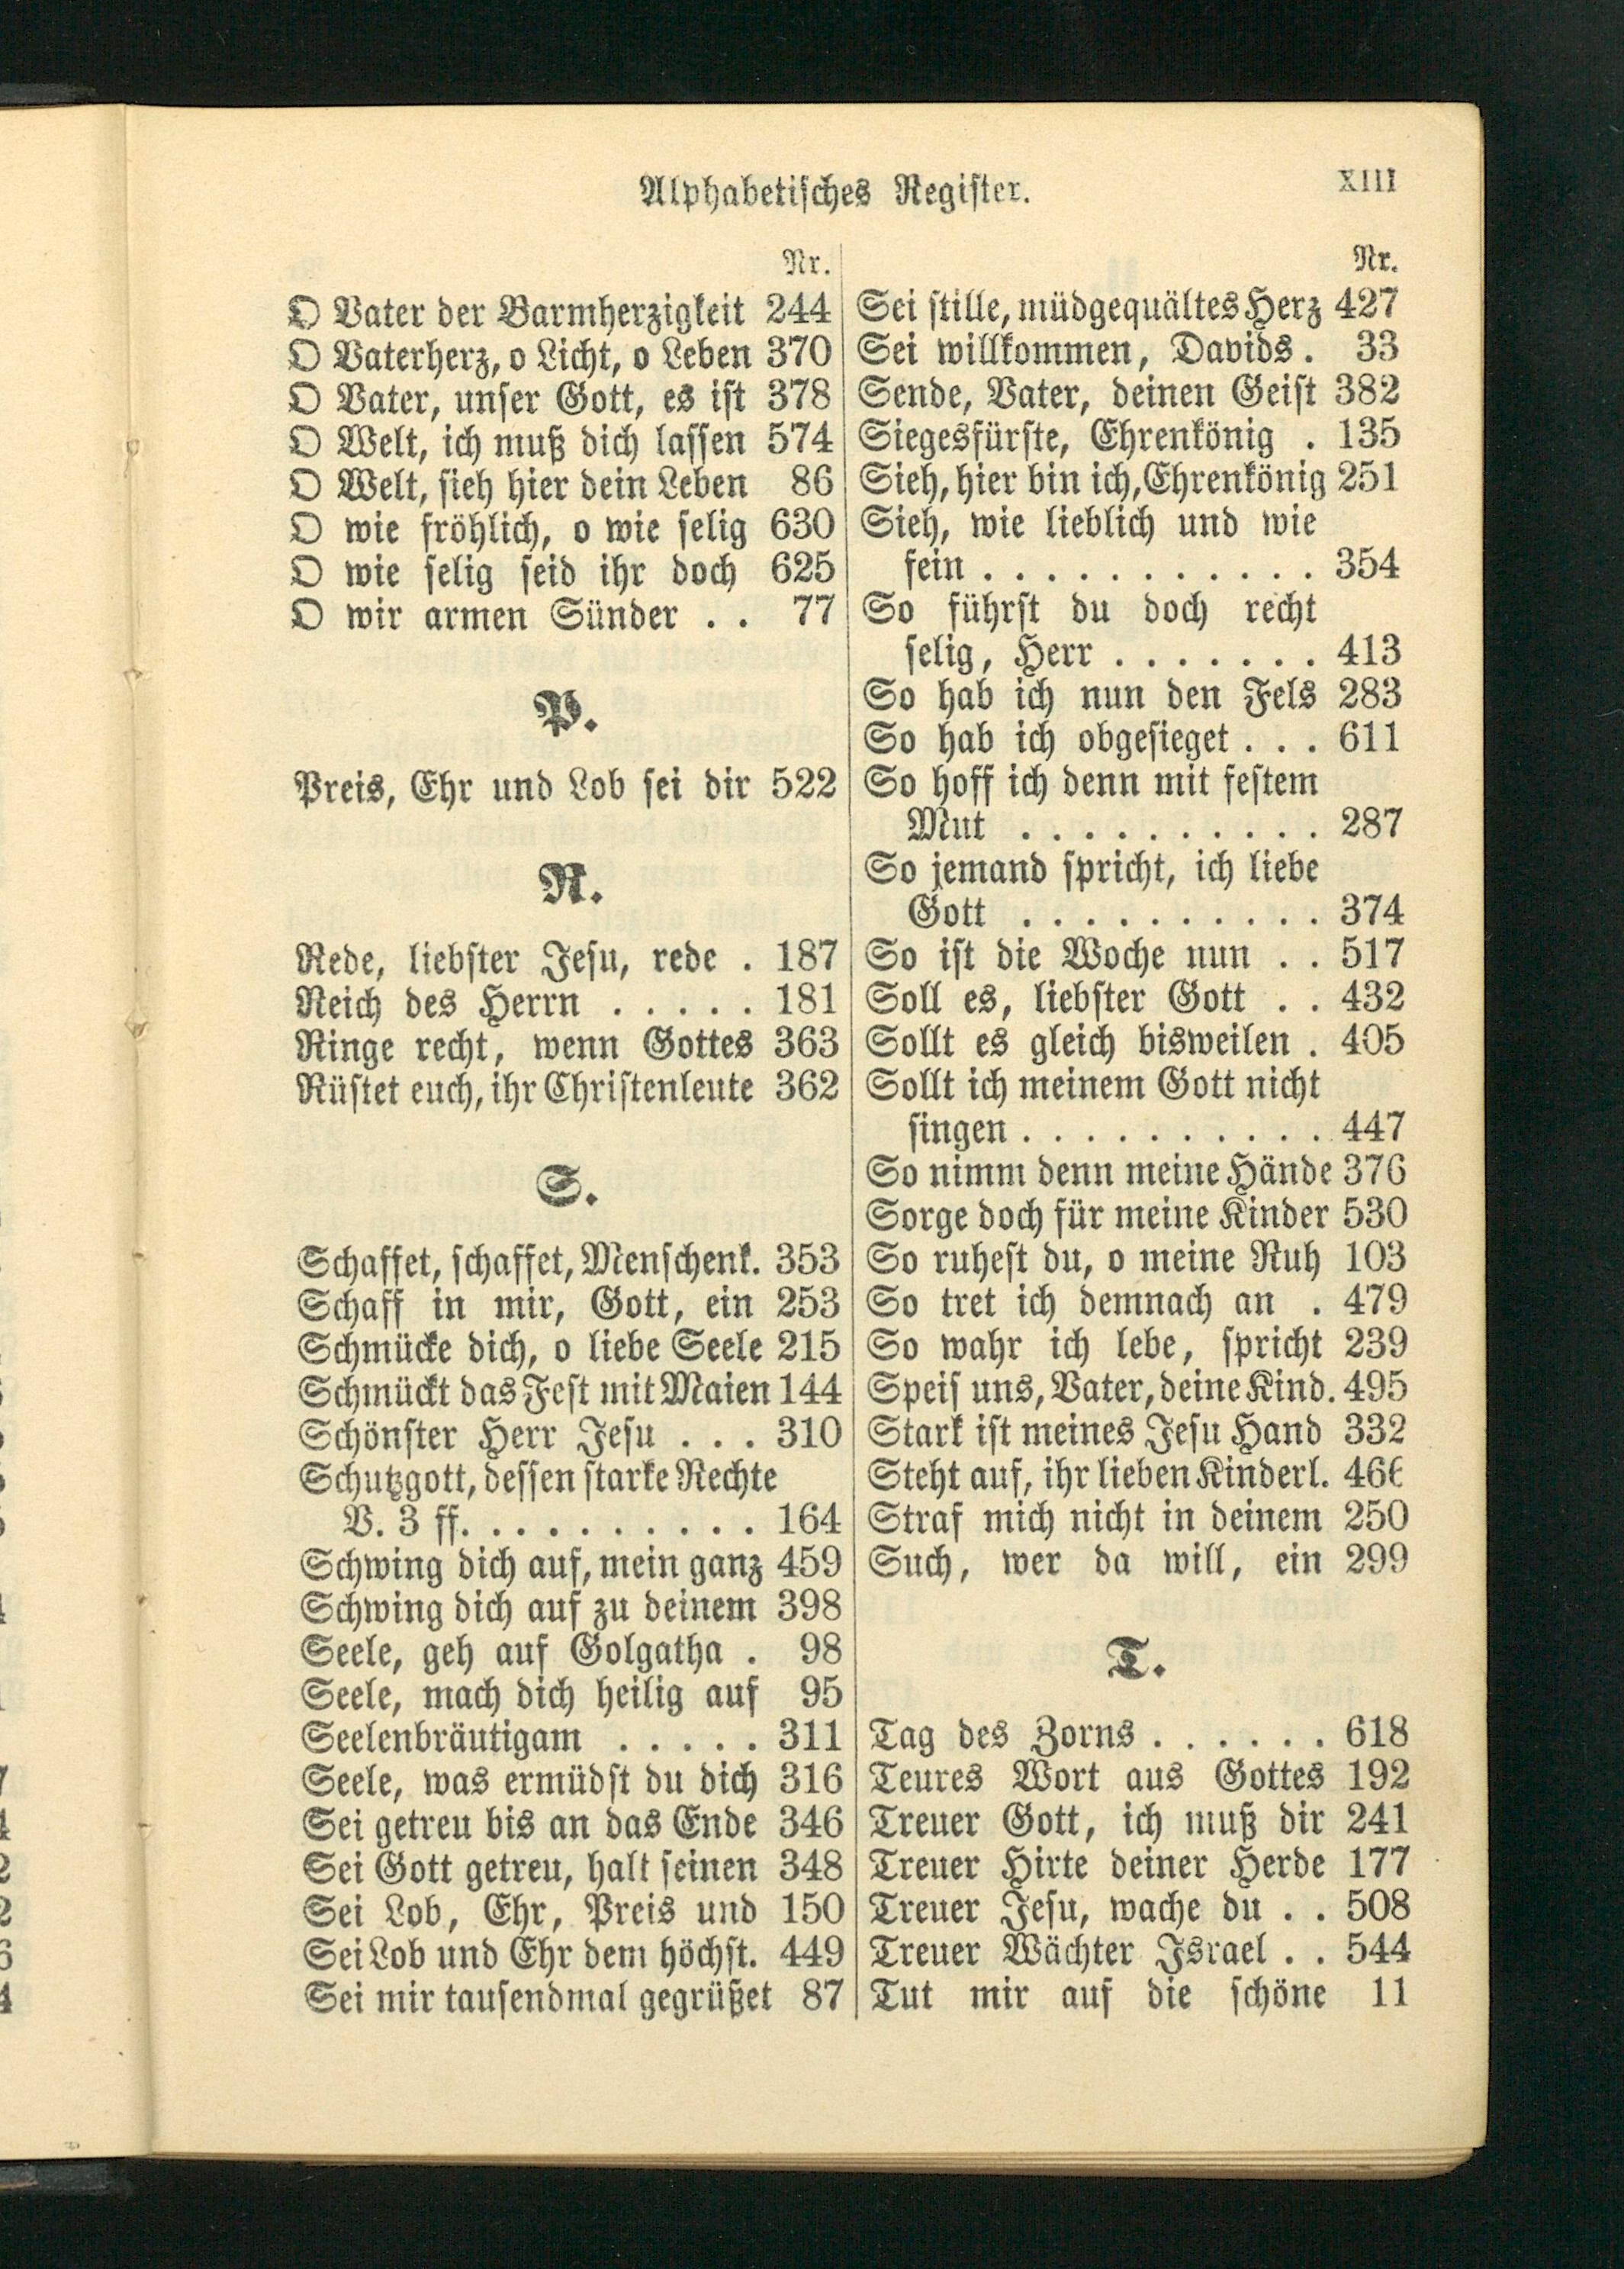 Alphabetisches Register.
XIII
Nr.
O Vater der Barmherzigkeit 244
O Vaterherz, o Licht, o Leben 370
O Vater, unser Gott, es ist 378
O Welt, ich muß dich lassen 574
O Welt, sieh hier dein Leben 86
O wie fröhlich, o wie selig 630
O wie selig seid ihr doch 625
O wir armen Sünder . . 77
P.
Preis, Ehr und Lob sei dir 522
R.
Rede, liebster Jesu, rede . 187
Reich des Herrn . . . . . 181
Ringe recht, wenn Gottes 363
Rüstet euch, ihr Christenleute 362
S.
Schaffet, schaffet, Menschenk. 353
Schaff in mir, Gott, ein 253
Schmücke dich, o liebe Seele 215
Schmückt das Fest mit Maien 144
Schönster Herr Jesu . . . 310
Schutzgott, dessen starke Rechte
V. 3 ff. . . . . . . . . . 164
Schwing dich auf, mein ganz 459
Schwing dich auf zu deinem 398
Seele, geh auf Golgatha . 98
Seele, mach dich heilig auf 95
Seelenbräutigam . . . . . 311
Seele, was ermüdst du dich 316
Sei getreu bis an das Ende 346
Sei Gott getreu, halt seinen 348
Sei Lob, Ehr, Preis und 150
Sei Lob und Ehr dem höchst. 449
Sei mir tausendmal gegrüßet 87
Nr.
Sei stille, müdgequältes Herz 427
Sei willkommen, Davids . 33
Sende, Vater, deinen Geist 382
Siegesfürste, Ehrenkönig . 135
Sieh, hier bin ich, Ehrenkönig 251
Sieh, wie lieblich und wie
fein . . . . . . . . . . . 354
So führst du doch recht
selig, Herr . . . . . . . 413
So hab ich nun den Fels 283
So hab ich obgesieget . . . 611
So hoff ich denn mit festem
Mut . . . . . . . . . . 287
So jemand spricht, ich liebe
Gott . . . . . . . . . . 374
So ist die Woche nun . . 517
Soll es, liebster Gott . . 432
Sollt es gleich bisweilen . 405
Sollt ich meinem Gott nicht
singen . . . . . . . . . . 447
So nimm denn meine Hände 376
Sorge doch für meine Kinder 530
So ruhest du, o meine Ruh 103
So tret ich demnach an . 479
So wahr ich lebe, spricht 239
Speis uns, Vater, deine Kind. 495
Stark ist meines Jesu Hand 332
Steht auf, ihr lieben Kinderl. 466
Straf mich nicht in deinem 250
Such, wer da will, ein 299
T.
Tag des Zorns . . . . . . 618
Teures Wort aus Gottes 192
Treuer Gott, ich muß dir 241
Treuer Hirte deiner Herde 177
Treuer Jesu, wache du . . 508
Treuer Wächter Israel . . 544
Tut mir auf die schöne 11